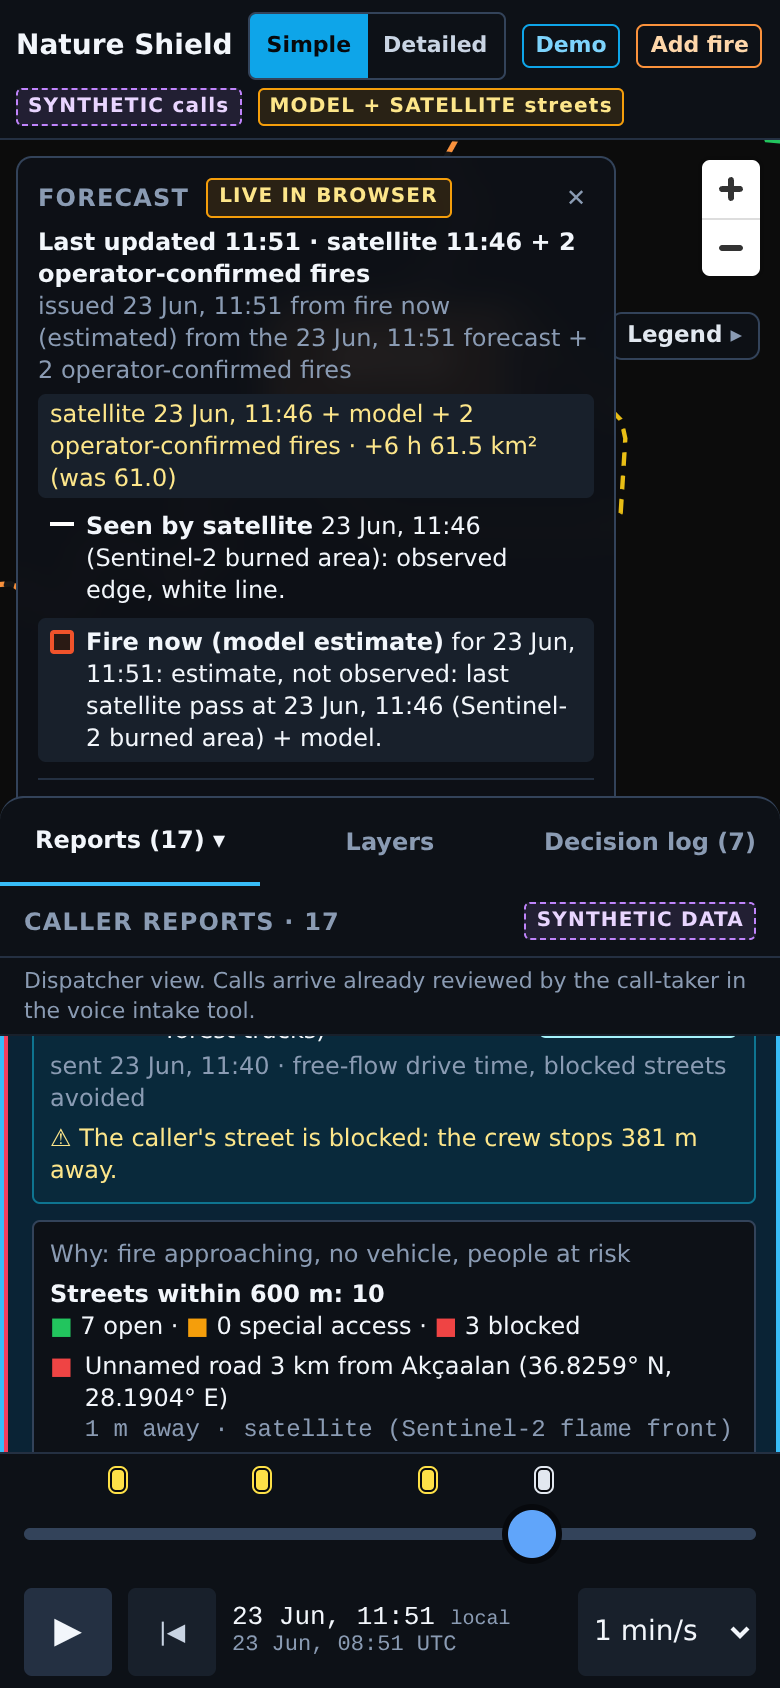 Nature Shield Simple Detailed Demo Add fire
SYNTHETIC calls MODEL + SATELLITE streets
FORECAST LIVE IN BROWSER ×
Last updated 11:51 · satellite 11:46 + 2
operator-confirmed fires
issued 23 Jun, 11:51 from fire now
(estimated) from the 23 Jun, 11:51 forecast +
2 operator-confirmed fires
satellite 23 Jun, 11:46 + model + 2
operator-confirmed fires · +6 h 61.5 km²
(was 61.0)
Seen by satellite 23 Jun, 11:46
(Sentinel-2 burned area): observed
edge, white line.
Fire now (model estimate) for 23 Jun,
11:51: estimate, not observed: last
satellite pass at 23 Jun, 11:46 (Sentinel-
2 burned area) + model.
+
−
Legend ▸
Reports (17) ▾ Layers Decision log (7)
CALLER REPORTS · 17 SYNTHETIC DATA
Dispatcher view. Calls arrive already reviewed by the call-taker in
the voice intake tool.
forest tracks)
sent 23 Jun, 11:40 · free-flow drive time, blocked streets
avoided
⚠ The caller's street is blocked: the crew stops 381 m
away.
Why: fire approaching, no vehicle, people at risk
Streets within 600 m: 10
7 open · 0 special access · 3 blocked
Unnamed road 3 km from Akçaalan (36.8259° N,
28.1904° E)
1 m away · satellite (Sentinel-2 flame front)
23 Jun, 11:51 local
23 Jun, 08:51 UTC
1 min/s